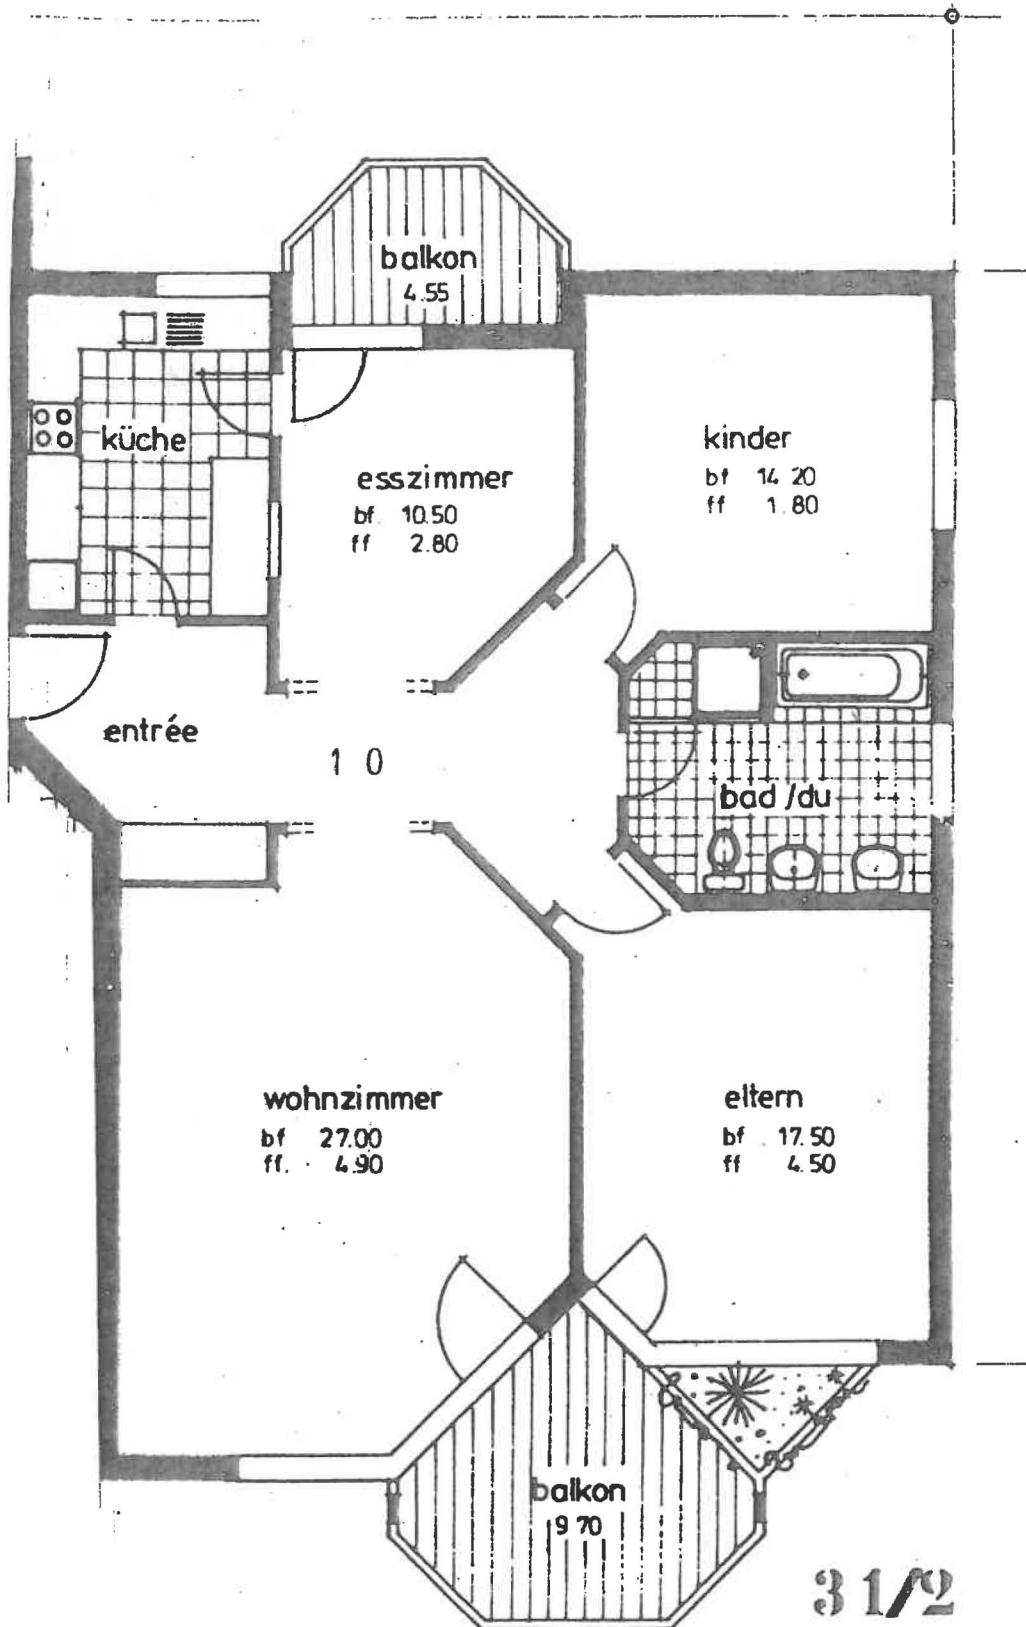 balkon
4.55
küche
esszimmer
bf. 10.50
ff 2.80
kinder
bf 14 20
ff 1.80
entrée
10
bad /du
wohnzimmer
bf 27.00
ff. 4.90
eltern
bf 17.50
ff 4.50
balkon
9 70
3 1/2